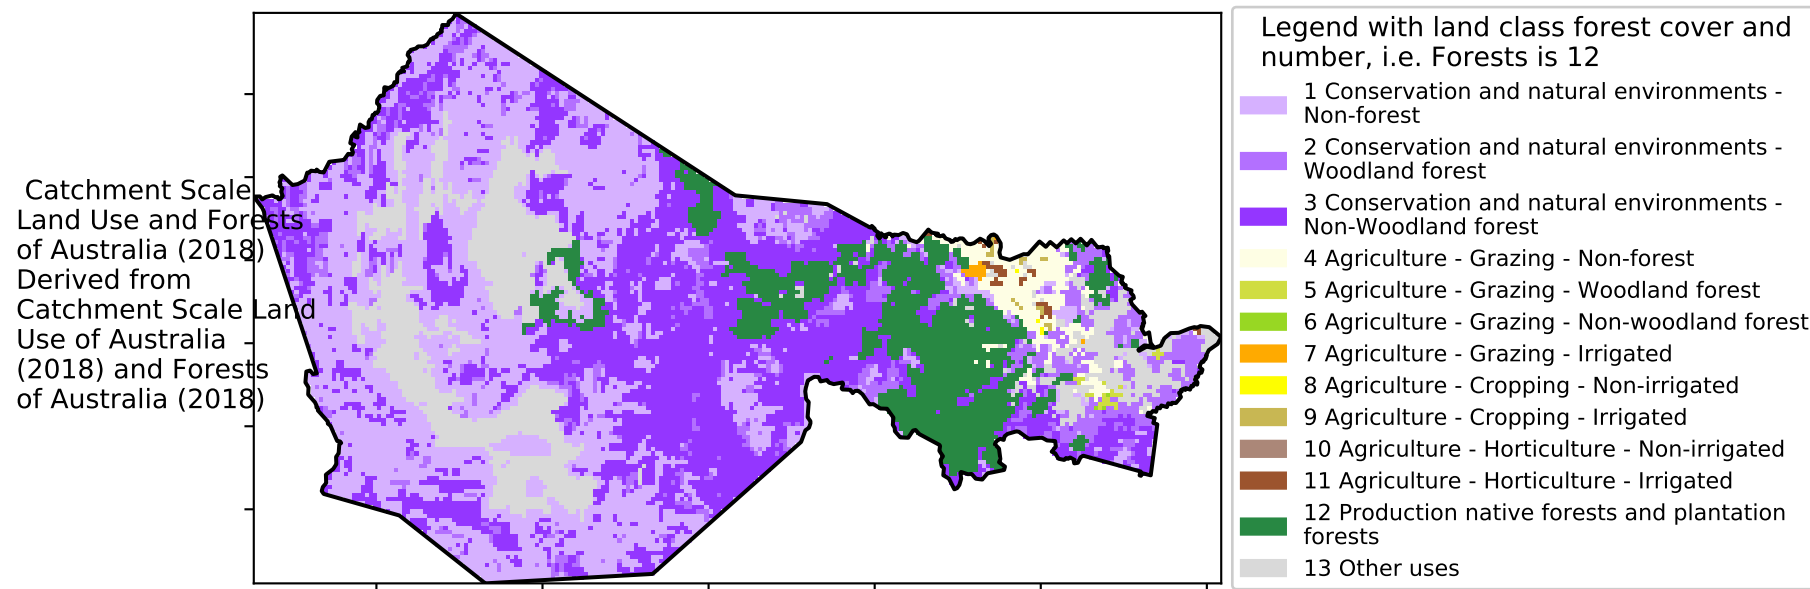 Catchment Scale
Land Use and Forests
of Australia (2018)
Derived from
Catchment Scale Land
Use of Australia
(2018) and Forests
of Australia (2018)
Legend with land class forest cover and
number, i.e. Forests is 12
1 Conservation and natural environments -
Non-forest
2 Conservation and natural environments -
Woodland forest
3 Conservation and natural environments -
Non-Woodland forest
4 Agriculture - Grazing - Non-forest
5 Agriculture - Grazing - Woodland forest
6 Agriculture - Grazing - Non-woodland forest
7 Agriculture - Grazing - Irrigated
8 Agriculture - Cropping - Non-irrigated
9 Agriculture - Cropping - Irrigated
10 Agriculture - Horticulture - Non-irrigated
11 Agriculture - Horticulture - Irrigated
12 Production native forests and plantation
forests
13 Other uses